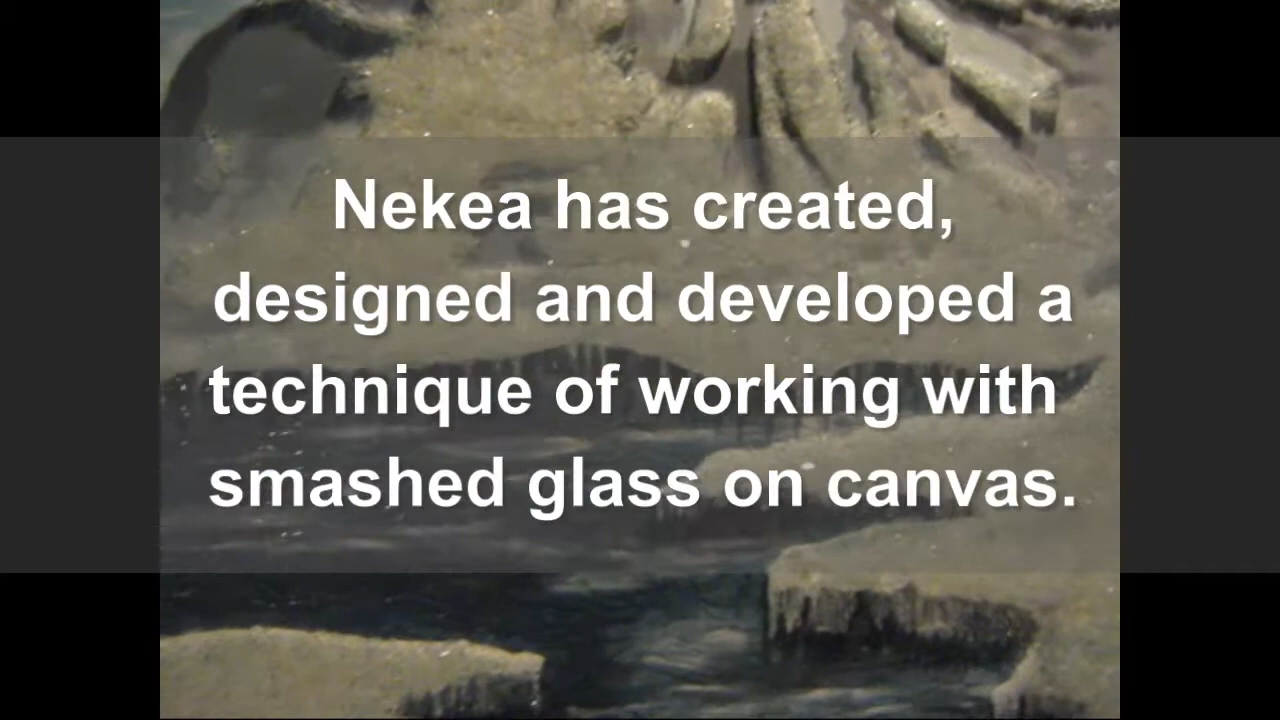 Nekea has created,
designed and developed a
technique of working with
smashed glass on canvas.